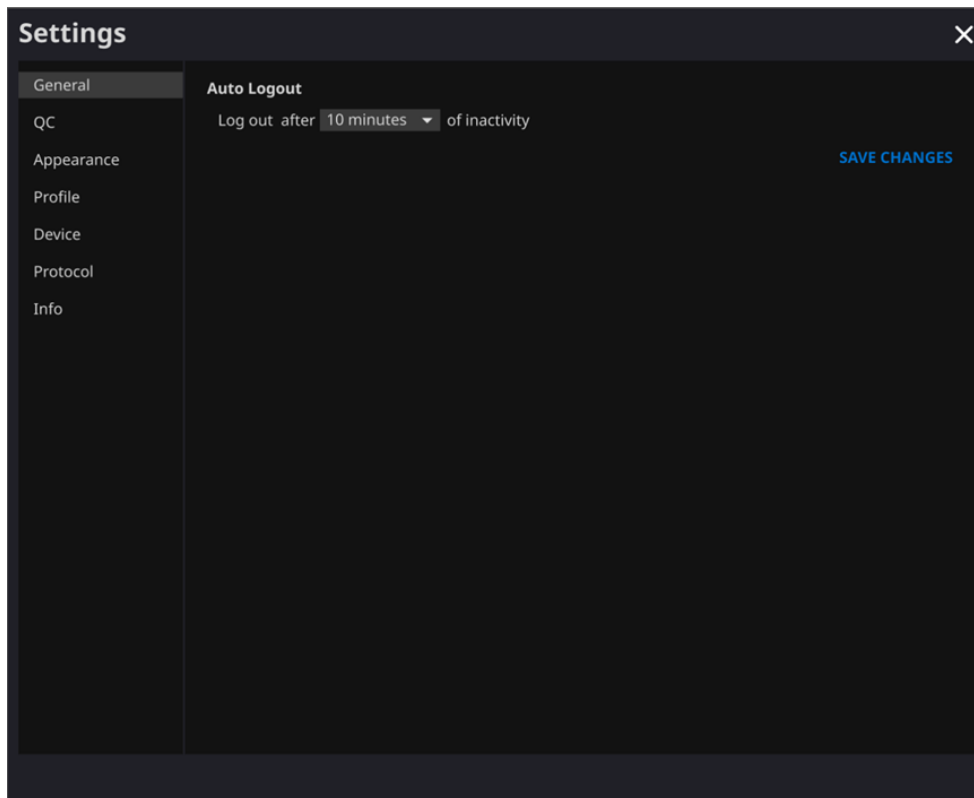 Settings
General
QC
Appearance
Profile
Device
Protocol
Info
Auto Logout
Log out after 10 minutes of inactivity
SAVE CHANGES